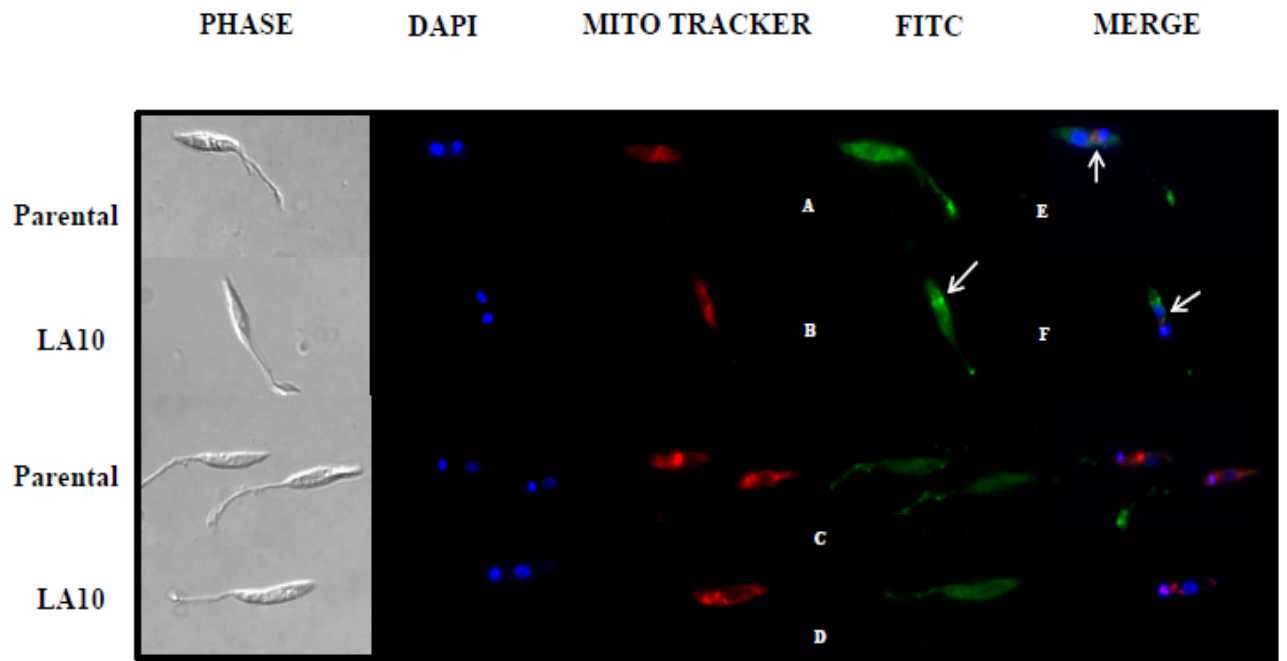 PHASE DAPI MITO TRACKER FITC MERGE
Parental A E
LA10 B F
Parental C
LA10 D